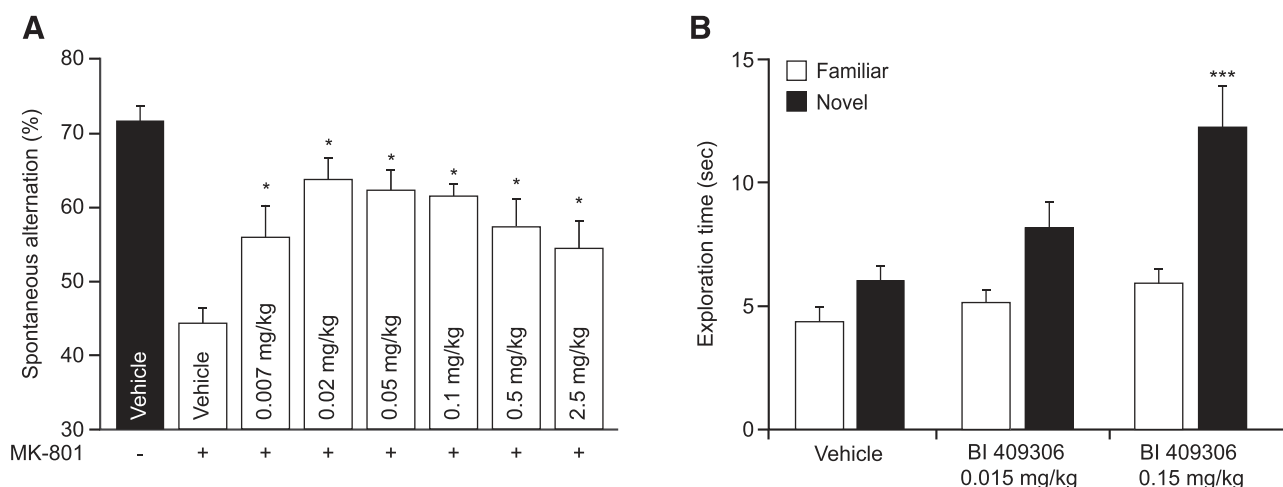 A
Spontaneous alternation (%)
80
70
60
50
40
30
*
*
*
*
*
*
Vehicle
Vehicle
0.007 mg/kg
0.02 mg/kg
0.05 mg/kg
0.1 mg/kg
0.5 mg/kg
2.5 mg/kg
MK-801 - + + + + + + +
B
Exploration time (sec)
15
10
5
0
Familiar
Novel
***
Vehicle
BI 409306
0.015 mg/kg
BI 409306
0.15 mg/kg